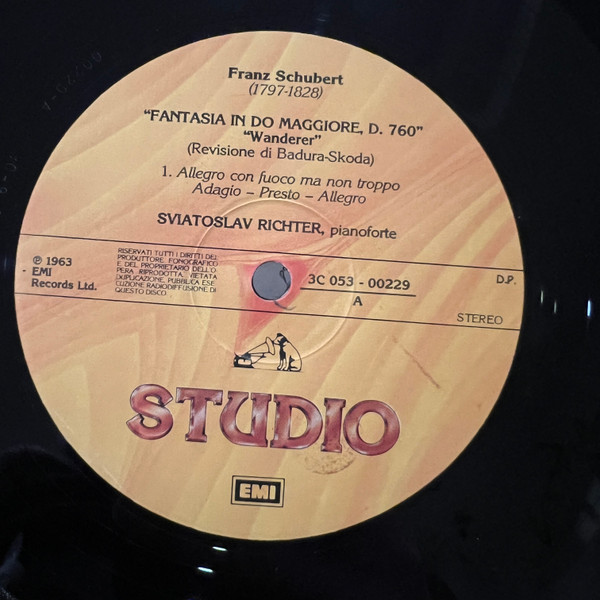 Franz Schubert
(1797-1828)
“FANTASIA IN DO MAGGIORE, D. 760”
“Wanderer”
(Revisione di Badura-Skoda)
1. Allegro con fuoco ma non troppo
Adagio – Presto – Allegro
SVIATOSLAV RICHTER, pianoforte
℗ 1963
- EMI
Records Ltd.
RISERVATI TUTTI I DIRITTI DEL
PRODUTTORE FONOGRAFICO
E DEL PROPRIETARIO DELL'O
PERA RIPRODOTTA. VIETATA
DUPLICAZIONE, PUBBLICA ESE
CUZIONE RADIODIFFUSIONE DI
QUESTO DISCO
3C 053 - 00229
A
D.P.
STEREO
STUDIO
EMI